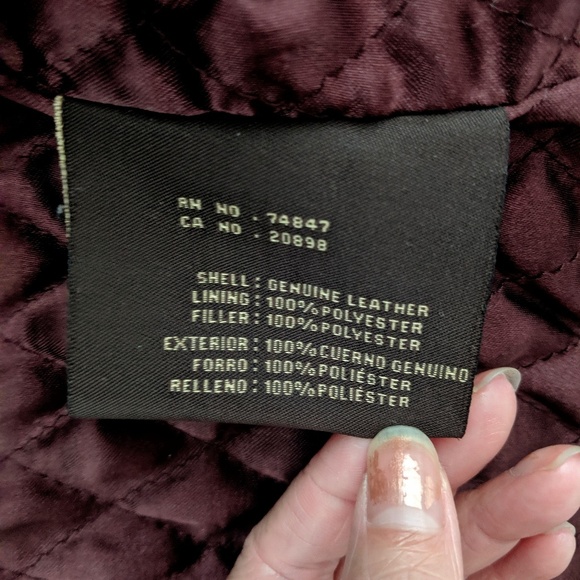 RN NO . 74847
CA NO . 20898
SHELL : GENUINE LEATHER
LINING : 100% POLYESTER
FILLER : 100% POLYESTER
EXTERIOR : 100% CUERNO GENUINO
FORRO : 100% POLIÉSTER
RELLENO : 100% POLIÉSTER